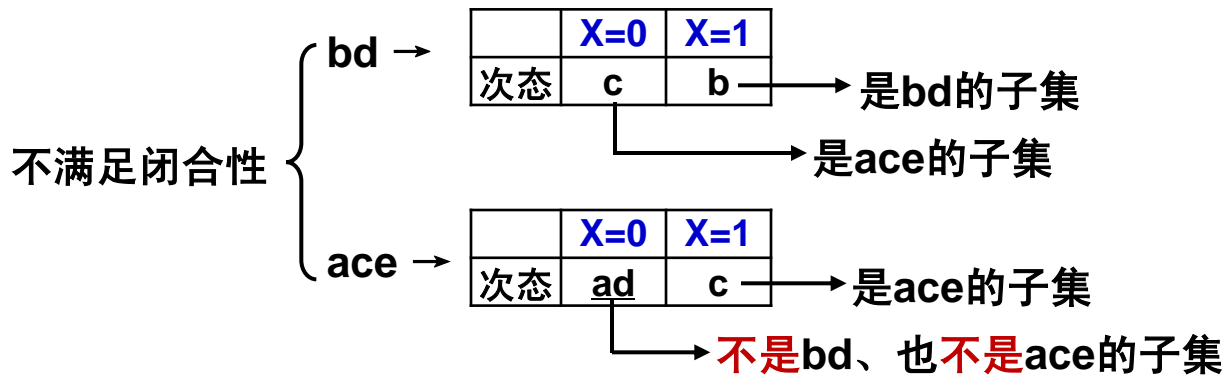 X=0 X=1
bd → 次态 c b 是bd的子集
是ace的子集
不满足闭合性
X=0 X=1
ace → 次态 ad c 是ace的子集
不是bd、也不是ace的子集